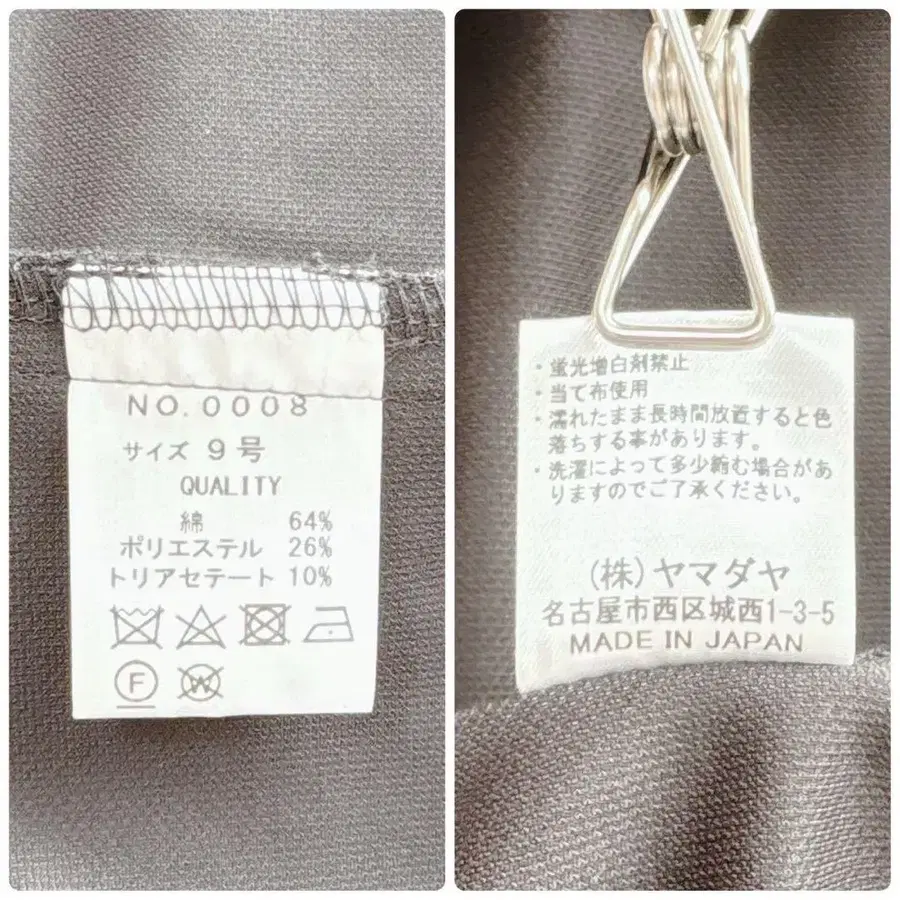 NO.0008
サイズ 9号
QUALITY
綿 64%
ポリエステル 26%
トリアセテート 10%
F
W
・蛍光増白剤禁止
・当て布使用
・濡れたまま長時間放置すると色
落ちする事があります。
・洗濯によって多少縮む場合があ
りますのでご了承ください。
(株)ヤマダヤ
名古屋市西区城西1-3-5
MADE IN JAPAN